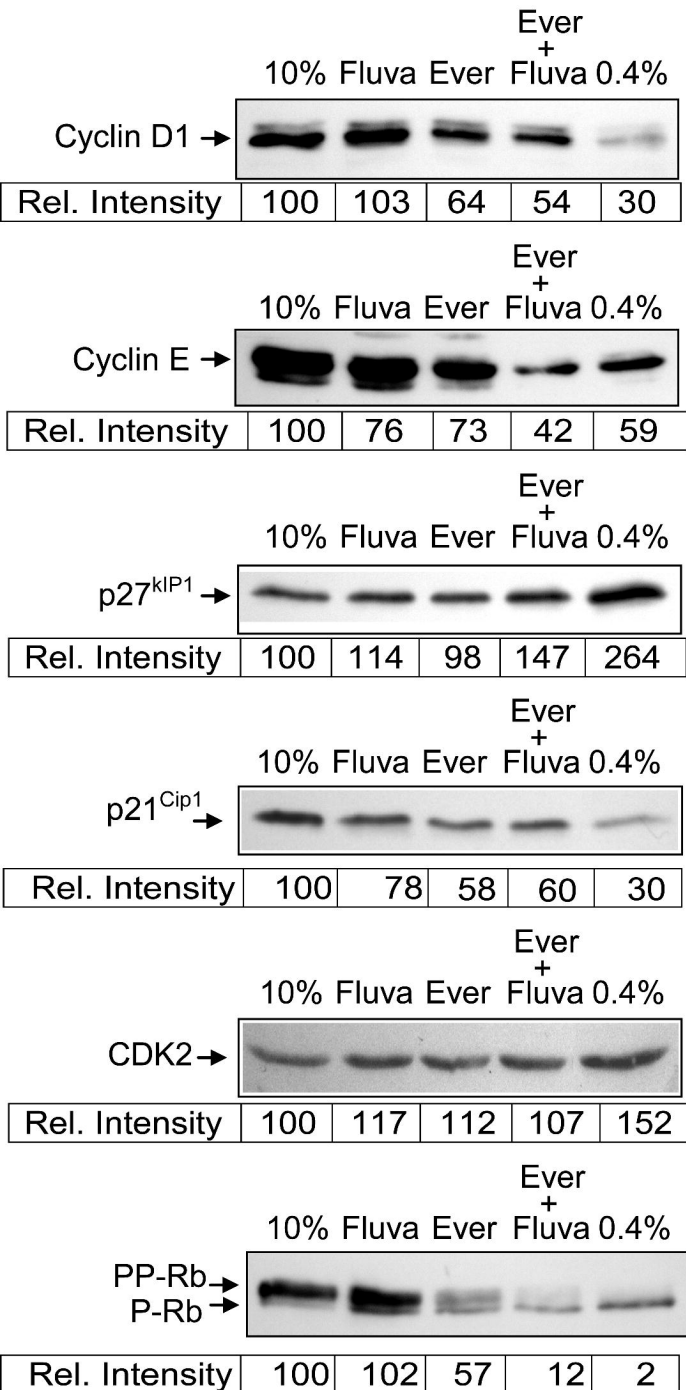 Ever
+
10% Fluva Ever Fluva 0.4%
Cyclin D1
Rel. Intensity 100 103 64 54 30
Ever
+
10% Fluva Ever Fluva 0.4%
Cyclin E
Rel. Intensity 100 76 73 42 59
Ever
+
10% Fluva Ever Fluva 0.4%
p27kIP1
Rel. Intensity 100 114 98 147 264
Ever
+
10% Fluva Ever Fluva 0.4%
p21Cip1
Rel. Intensity 100 78 58 60 30
Ever
+
10% Fluva Ever Fluva 0.4%
CDK2
Rel. Intensity 100 117 112 107 152
Ever
+
10% Fluva Ever Fluva 0.4%
PP-Rb
P-Rb
Rel. Intensity 100 102 57 12 2